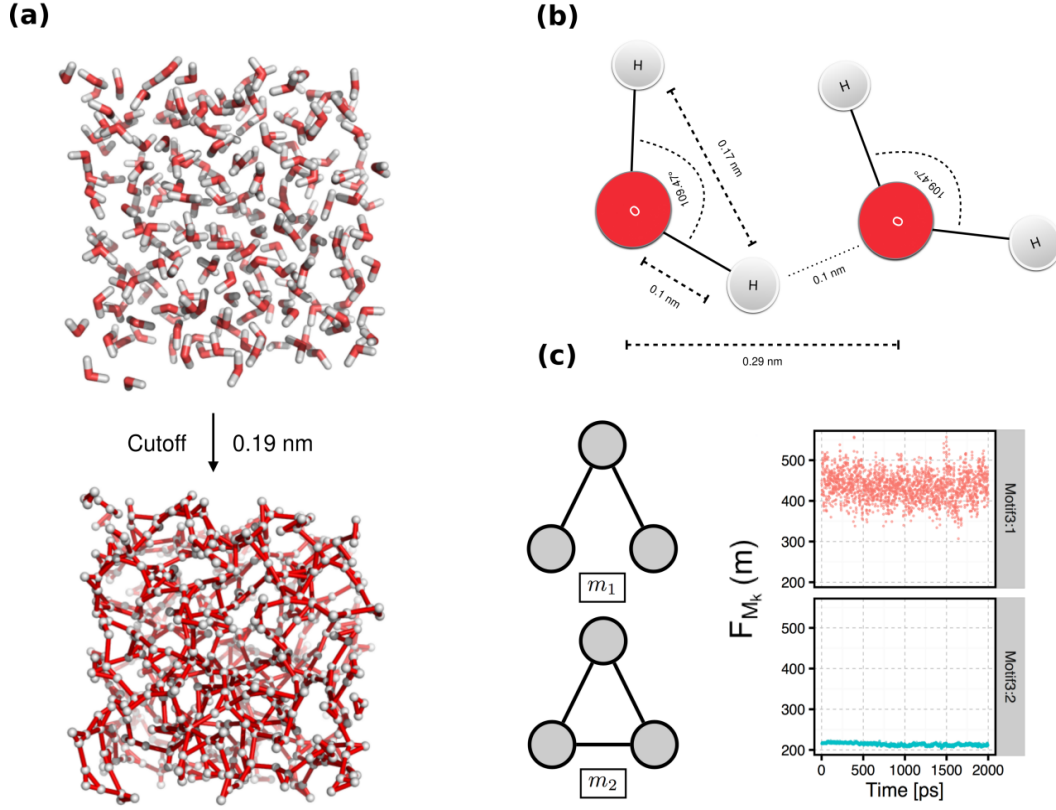 (a)
Cutoff 0.19 nm
(b)
H
H
0.17 nm
109.47°
O
109.47°
O
H
H
0.1 nm
0.1 nm
0.29 nm
(c)
m₁
m₂
F_{M_k} (m)
500
400
300
200
Motif3:1
500
400
300
200
Motif3:2
0 500 1000 1500 2000
Time [ps]